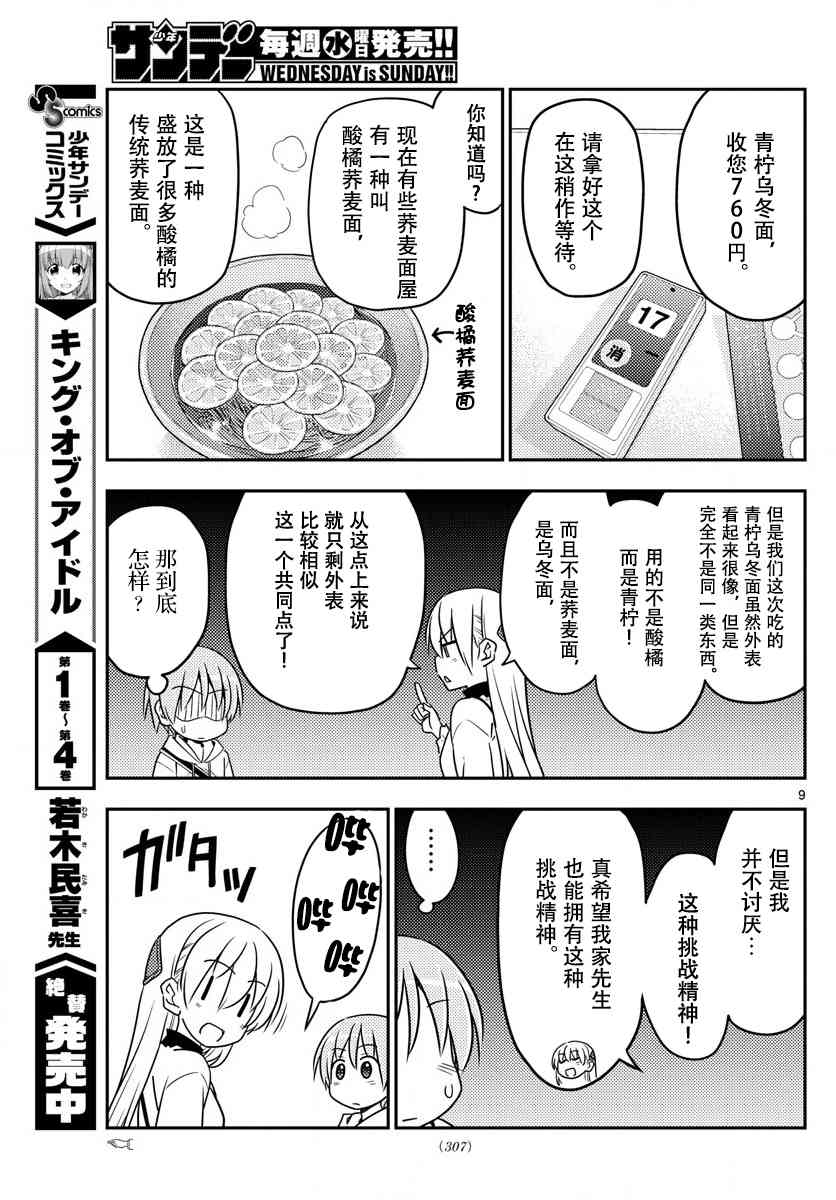 少年
サンデー
毎週水曜日発売!!
WEDNESDAY is SUNDAY!!
青柠乌冬面，
收您760円。
请拿好这个
在这稍作
等待。
17
消
你知道吗？
现在有些荞麦面屋
有一种叫
酸橘荞麦面，
这是一种
盛放了很多酸橘的
传统荞麦面。
←酸橘荞麦面
但是我们这次吃的
青柠乌冬面虽然外表
看起来很像，但是
完全不是同一类东西。
用的不是酸橘
而是青柠！
而且不是荞麦面，
是乌冬面，
从这点上来说
就只剩外表
比较相似
这一个共同点了！
那到底
怎样？
9
但是我
并不讨厌…
这种挑战精神！
真希望我家先生
也能拥有这种
挑战精神。
……
哔
哔
哔
哔
ガタッ
(307)
S S comics
少年サンデー
コミックス
キング・オブ・アイドル
第1巻～第4巻
若木民喜先生
わか き たみ き
絶賛発売中